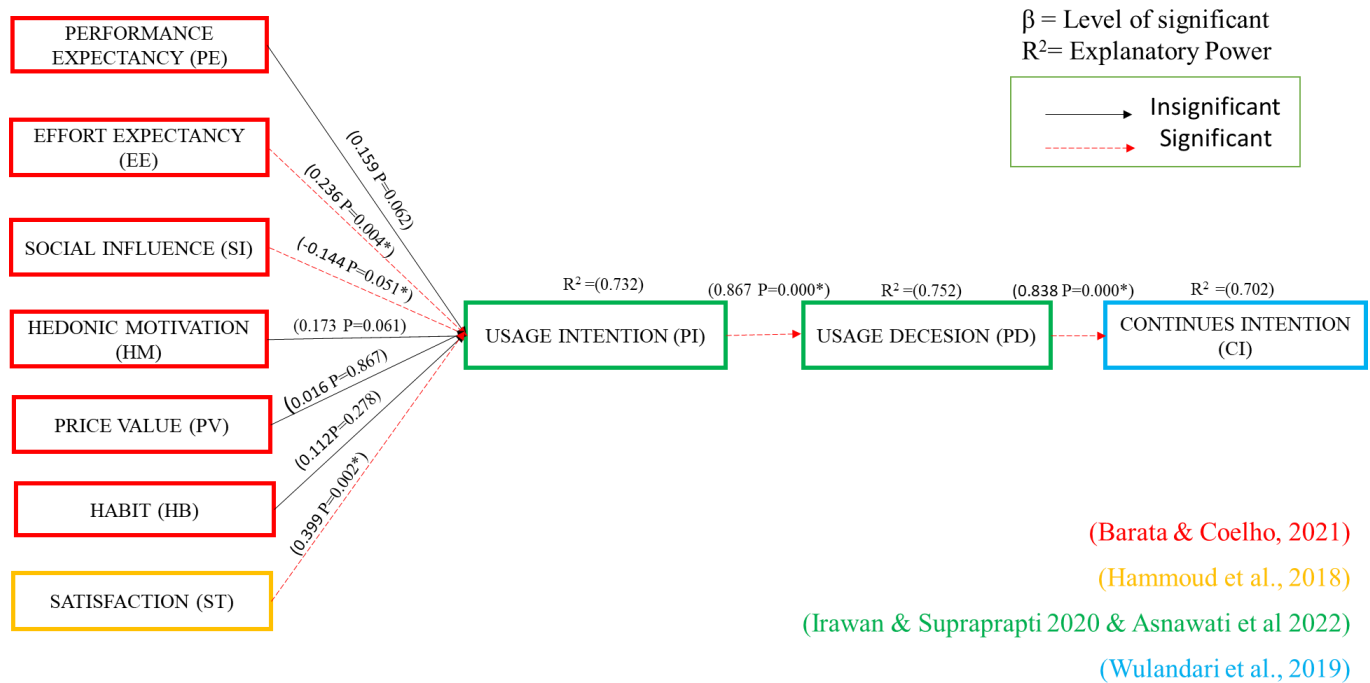 PERFORMANCE
EXPECTANCY (PE)
EFFORT EXPECTANCY
(EE)
SOCIAL INFLUENCE (SI)
HEDONIC MOTIVATION
(HM)
PRICE VALUE (PV)
HABIT (HB)
SATISFACTION (ST)
(0.159 P=0.062)
(0.236 P=0.004*)
(-0.144 P=0.051*)
(0.173 P=0.061)
(0.016 P=0.867)
(0.112P=0.278)
(0.399 P=0.002*)
R²=(0.732)
USAGE INTENTION (PI)
(0.867 P=0.000*)
R²=(0.752)
USAGE DECESION (PD)
(0.838 P=0.000*)
R²=(0.702)
CONTINUES INTENTION
(CI)
β = Level of significant
R²= Explanatory Power
Insignificant
Significant
(Barata & Coelho, 2021)
(Hammoud et al., 2018)
(Irawan & Supraprapti 2020 & Asnawati et al 2022)
(Wulandari et al., 2019)